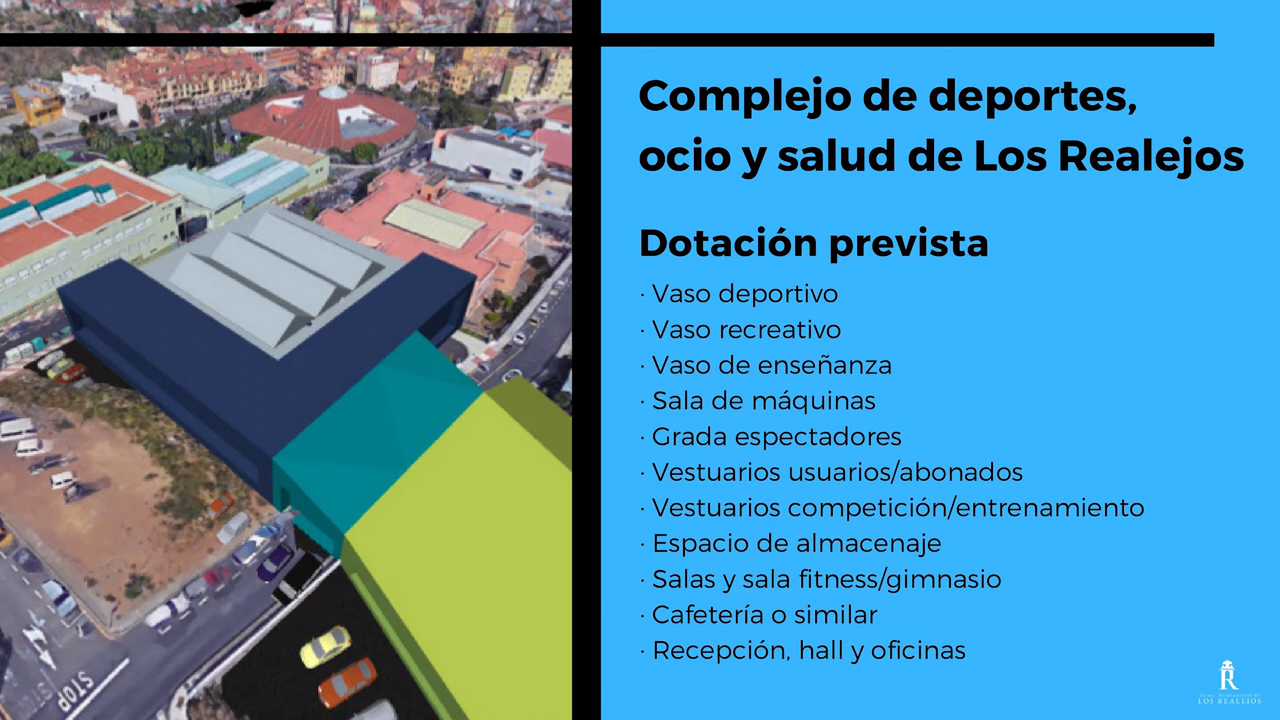 Complejo de deportes,
ocio y salud de Los Realejos
Dotación prevista
· Vaso deportivo
· Vaso recreativo
· Vaso de enseñanza
· Sala de máquinas
· Grada espectadores
· Vestuarios usuarios/abonados
· Vestuarios competición/entrenamiento
· Espacio de almacenaje
· Salas y sala fitness/gimnasio
· Cafetería o similar
· Recepción, hall y oficinas
STOP
R
LOS REALEJOS